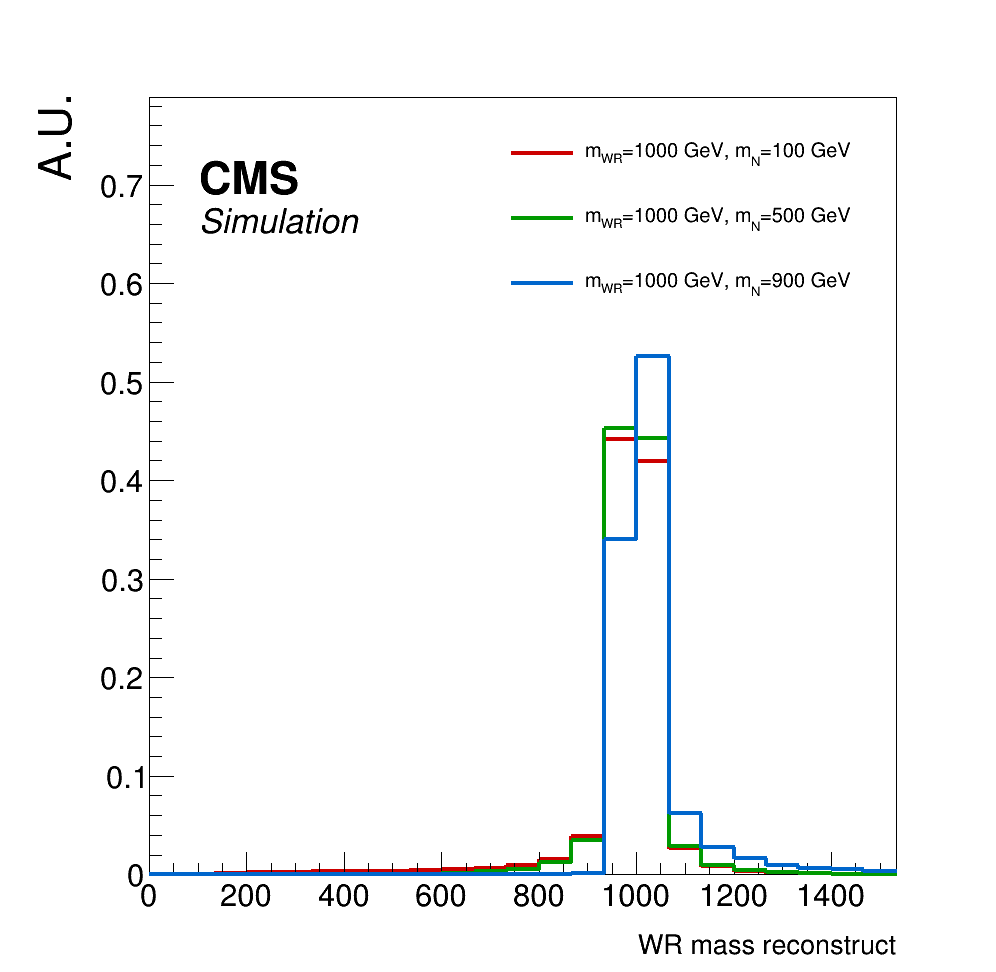 A.U.
CMS
Simulation
mWR=1000 GeV, mN=100 GeV
mWR=1000 GeV, mN=500 GeV
mWR=1000 GeV, mN=900 GeV
0.7
0.6
0.5
0.4
0.3
0.2
0.1
0
0 200 400 600 800 1000 1200 1400
WR mass reconstruct